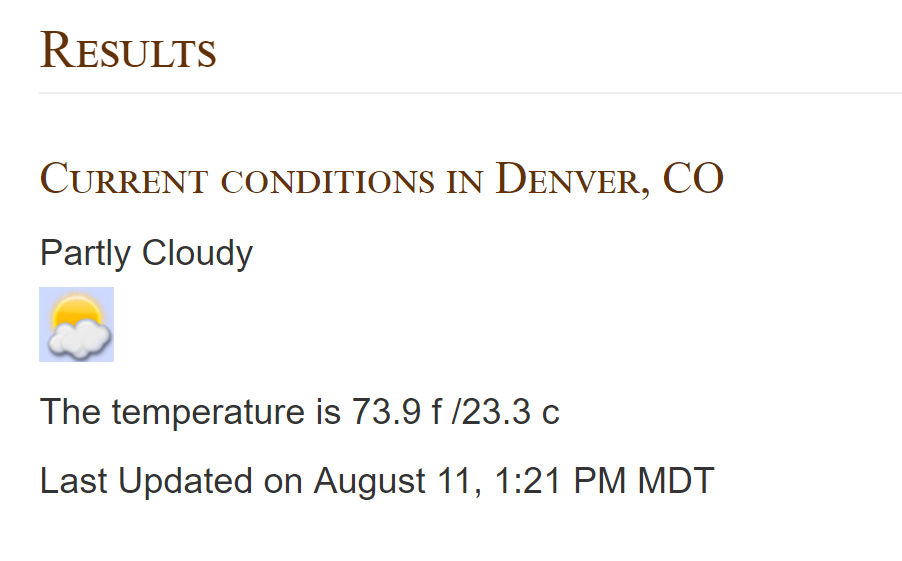 Results
Current conditions in Denver, CO
Partly Cloudy
The temperature is 73.9 f /23.3 c
Last Updated on August 11, 1:21 PM MDT